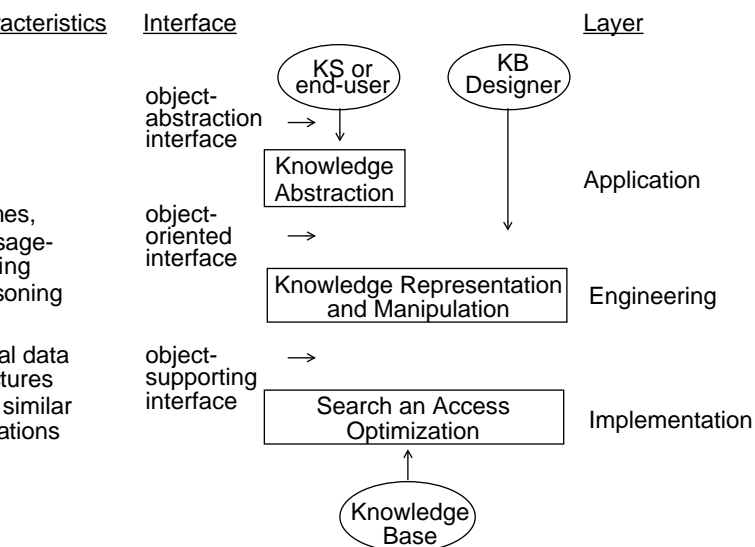 racteristics Interface Layer
KS or
end-user
KB
Designer
object-
abstraction
interface
Knowledge
Abstraction
Application
nes,
sage-
ing
soning
object-
oriented
interface
Knowledge Representation
and Manipulation
Engineering
al data
tures
similar
ations
object-
supporting
interface
Search an Access
Optimization
Implementation
Knowledge
Base